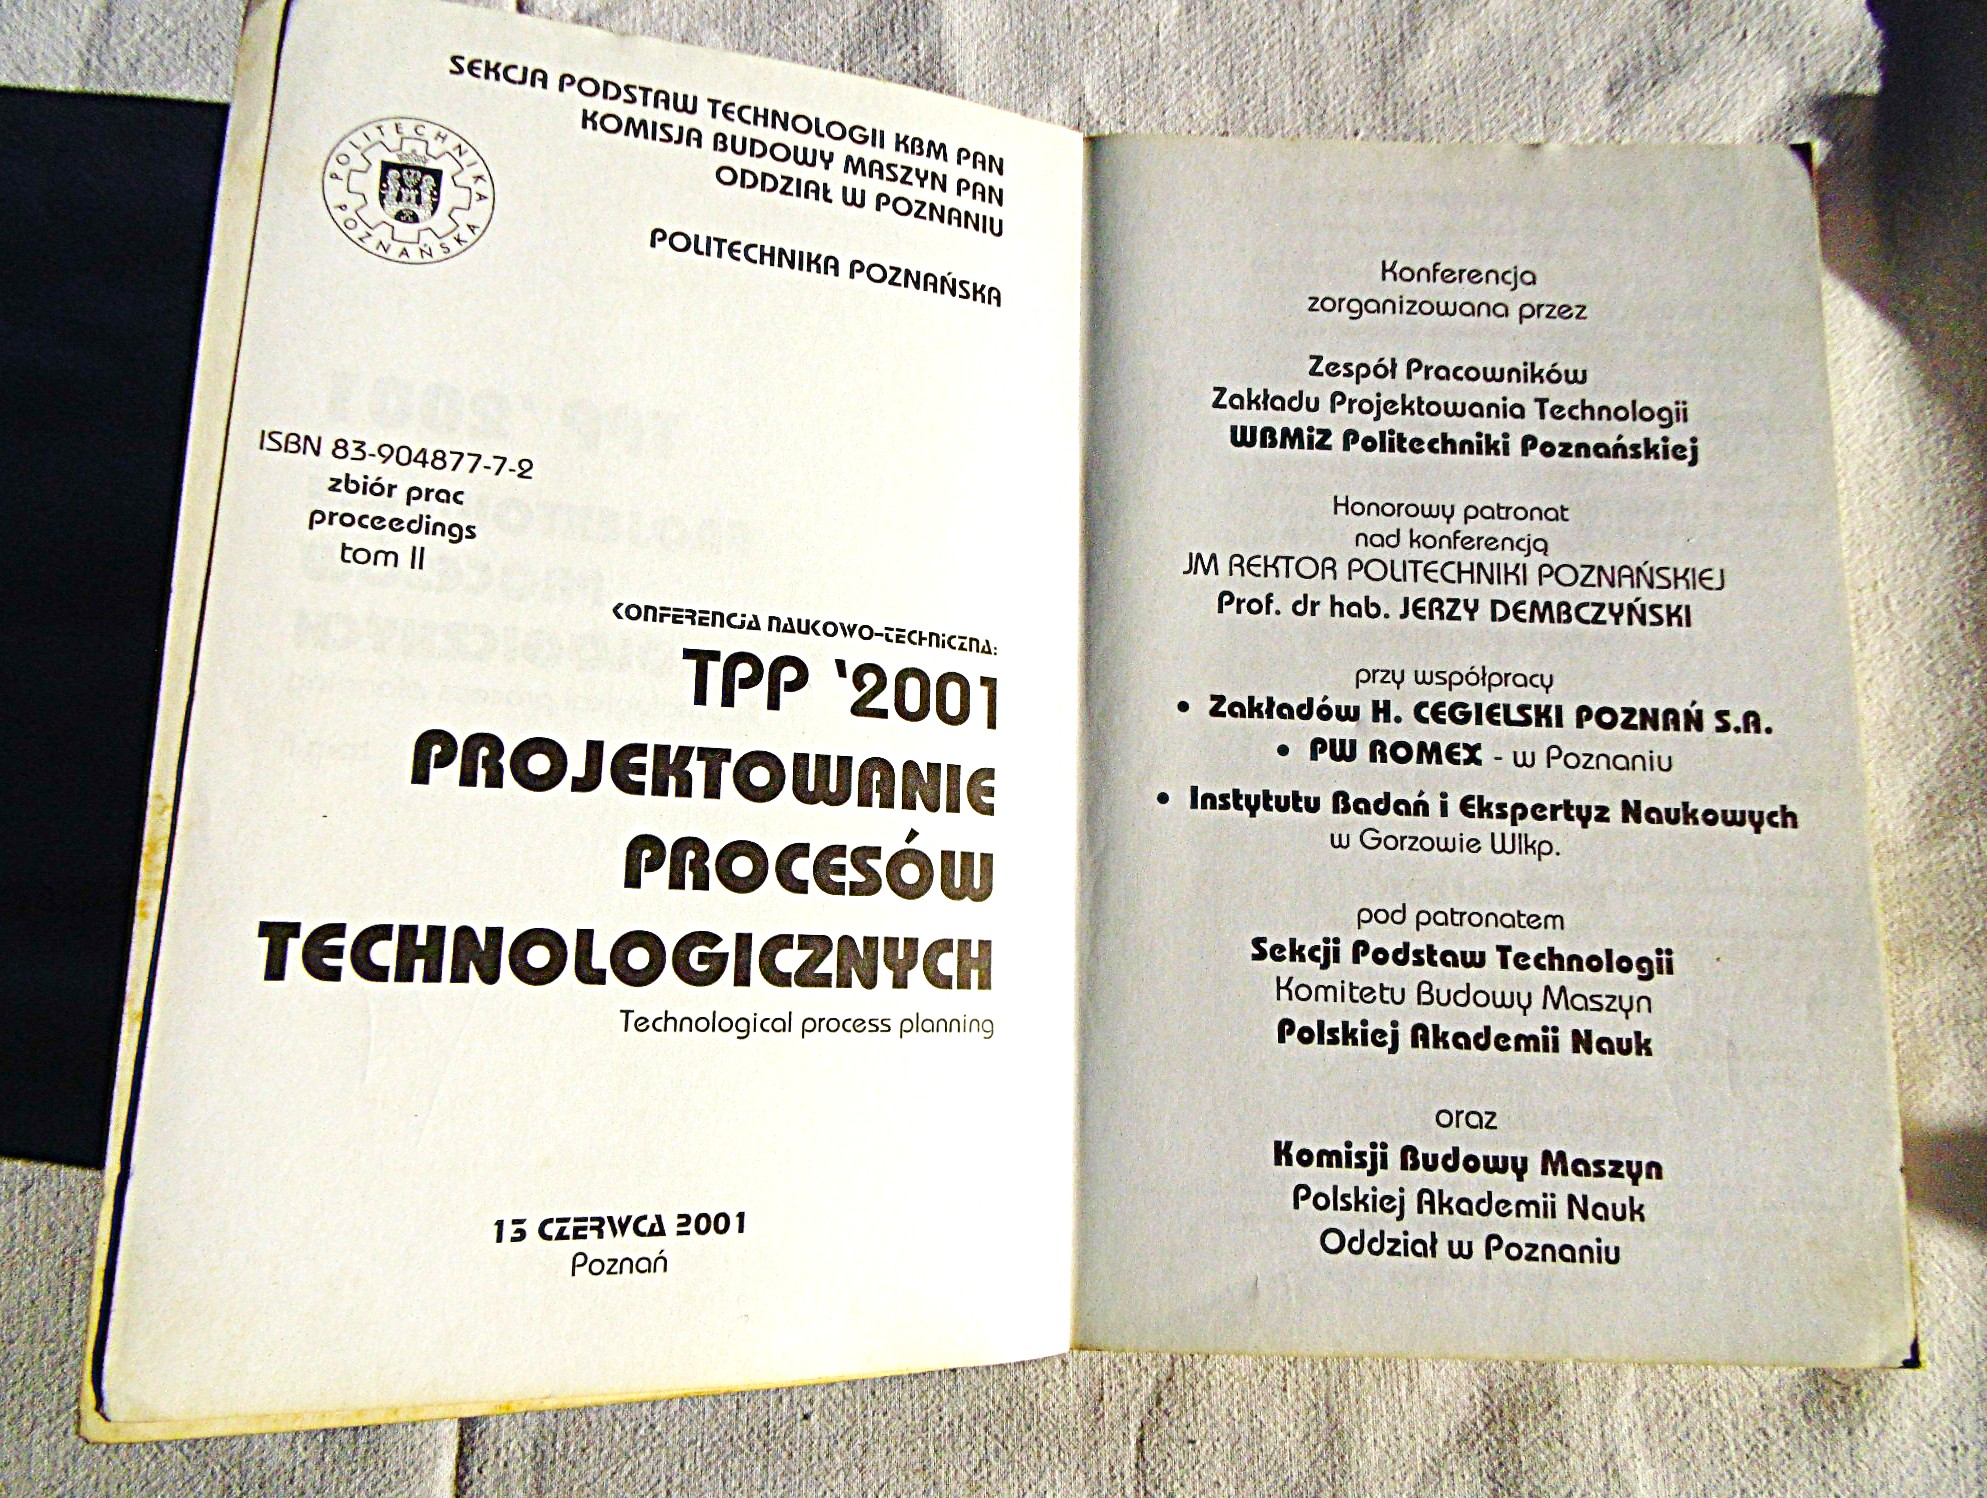 SEKCJA PODSTAW TECHNOLOGII KBM PAN
KOMISJA BUDOWY MASZYN PAN
ODDZIAŁ W POZNANIU
POLITECHNIKA POZNAŃSKA
POLITECHNIKA POZNAŃSKA
ISBN 83-904877-7-2
zbiór prac
proceedings
tom II
KONFERENCJA NAUKOWO-TECHNICZNA:
TPP '2001
PROJEKTOWANIE
PROCESÓW
TECHNOLOGICZNYCH
Technological process planning
13 CZERWCA 2001
Poznań
Konferencja
zorganizowana przez
Zespół Pracowników
Zakładu Projektowania Technologii
WBMiZ Politechniki Poznańskiej
Honorowy patronat
nad konferencją
JM REKTOR POLITECHNIKI POZNAŃSKIEJ
Prof. dr hab. JERZY DEMBCZYŃSKI
przy współpracy
• Zakładów H. CEGIELSKI POZNAŃ S.A.
• PW ROMEX - w Poznaniu
• Instytutu Badań i Ekspertyz Naukowych
w Gorzowie Wlkp.
pod patronatem
Sekcji Podstaw Technologii
Komitetu Budowy Maszyn
Polskiej Akademii Nauk
oraz
Komisji Budowy Maszyn
Polskiej Akademii Nauk
Oddział w Poznaniu